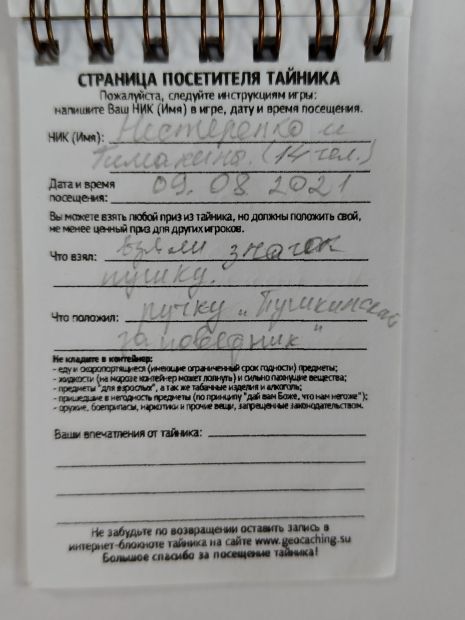 СТРАНИЦА ПОСЕТИТЕЛЯ ТАЙНИКА
Пожалуйста, следуйте инструкциям игры:
напишите Ваш НИК (Имя) в игре, дату и время посещения.
НИК (Имя): Нестеренко и
Тимакины. (14 чел.)
Дата и время
посещения: 09. 08. 2021
Вы можете взять любой приз из тайника, но должны положить свой,
не менее ценный приз для других игроков.
Что взял: взяли значок
пушку.
Что положил: ручку „Пушкинский
заповедник"
Не кладите в контейнер:
- еду и скоропортящиеся (имеющие ограниченный срок годности) предметы;
- жидкости (на морозе контейнер может лопнуть) и сильно пахнущие вещества;
- предметы "для взрослых", а так же табачные изделия и алкоголь;
- пришедшие в негодность предметы (по принципу "дай вам Боже, что нам негоже");
- оружие, боеприпасы, наркотики и прочие вещи, запрещенные законодательством.
Ваши впечатления от тайника:
Не забудьте по возвращении оставить запись в
интернет-блокноте тайника на сайте www.geocaching.su
Большое спасибо за посещение тайника!